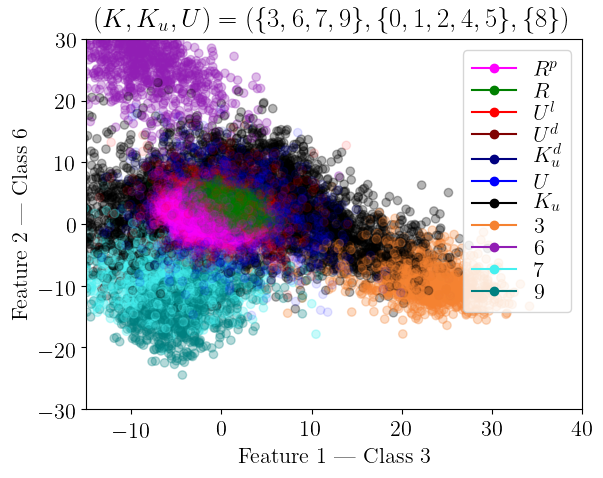 (K, K_u, U) = ({3, 6, 7, 9}, {0, 1, 2, 4, 5}, {8})
30
20
10
0
−10
−20
−30
Feature 2 — Class 6
R^p
R
U^l
U^d
K_u^d
U
K_u
3
6
7
9
−10
0
10
20
30
40
Feature 1 — Class 3